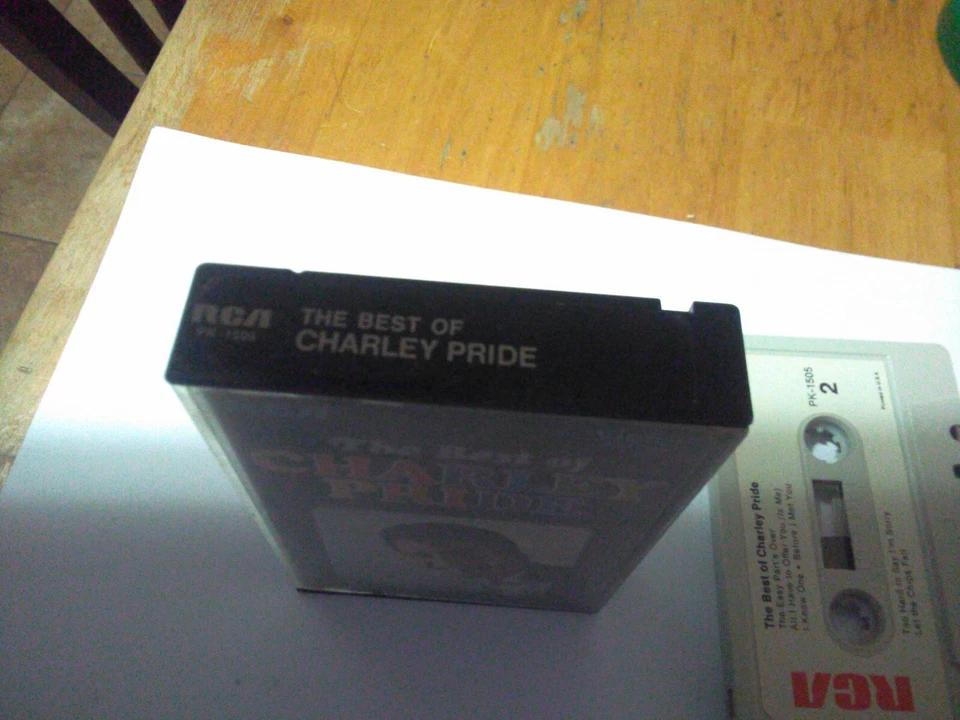 RCA
PK-1505
THE BEST OF
CHARLEY PRIDE
The Best of
CHARLEY
PRIDE
PK-1505
2
The Best of Charley Pride
The Easy Part's Over
All I Have to Offer You (Is Me)
I Know One • Before I Met You
Too Hard to Say I'm Sorry
Let the Chips Fall
RCA